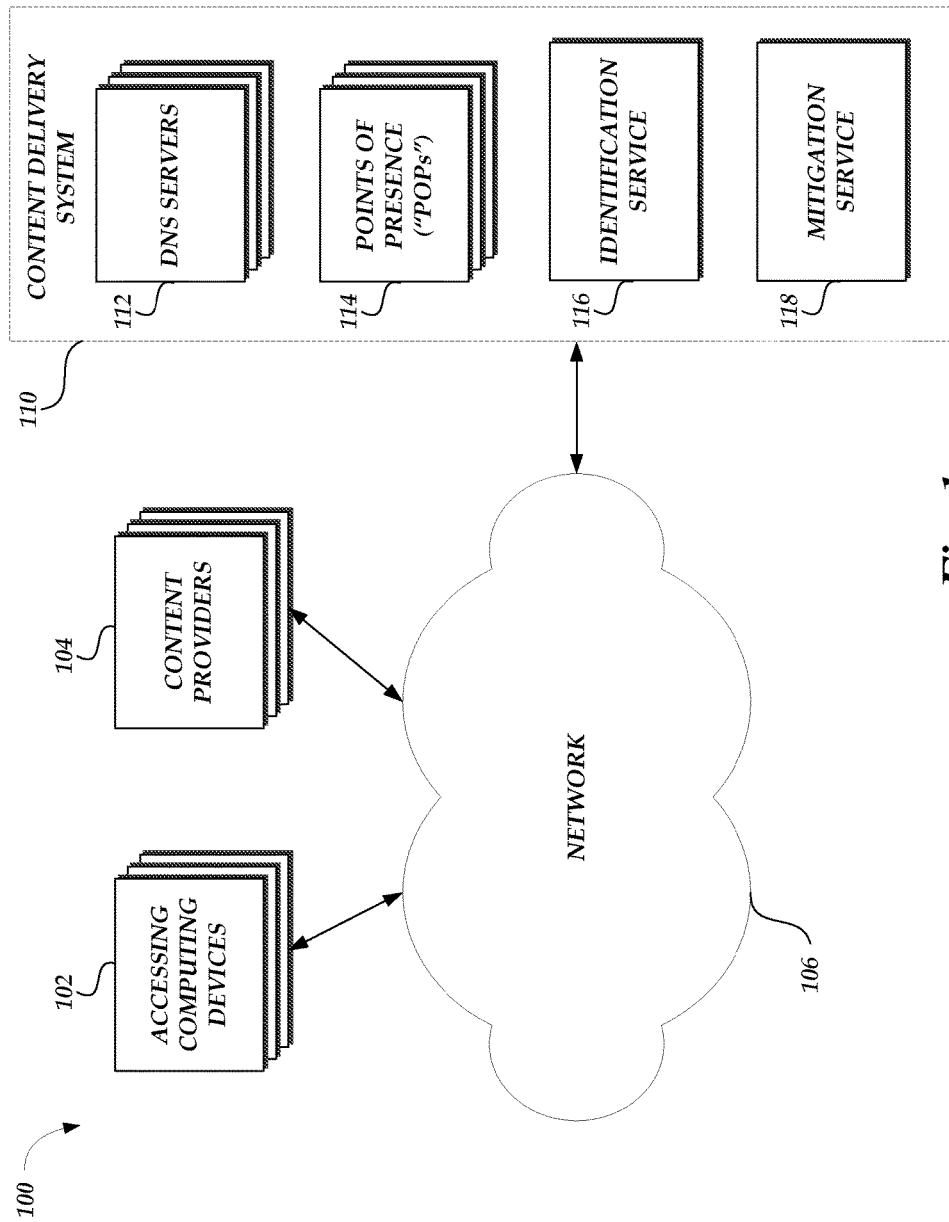 100
102
ACCESSING
COMPUTING
DEVICES
104
CONTENT
PROVIDERS
110
CONTENT DELIVERY
SYSTEM
112
DNS SERVERS
114
POINTS OF
PRESENCE
(“POPs”)
116
IDENTIFICATION
SERVICE
118
MITIGATION
SERVICE
NETWORK
106